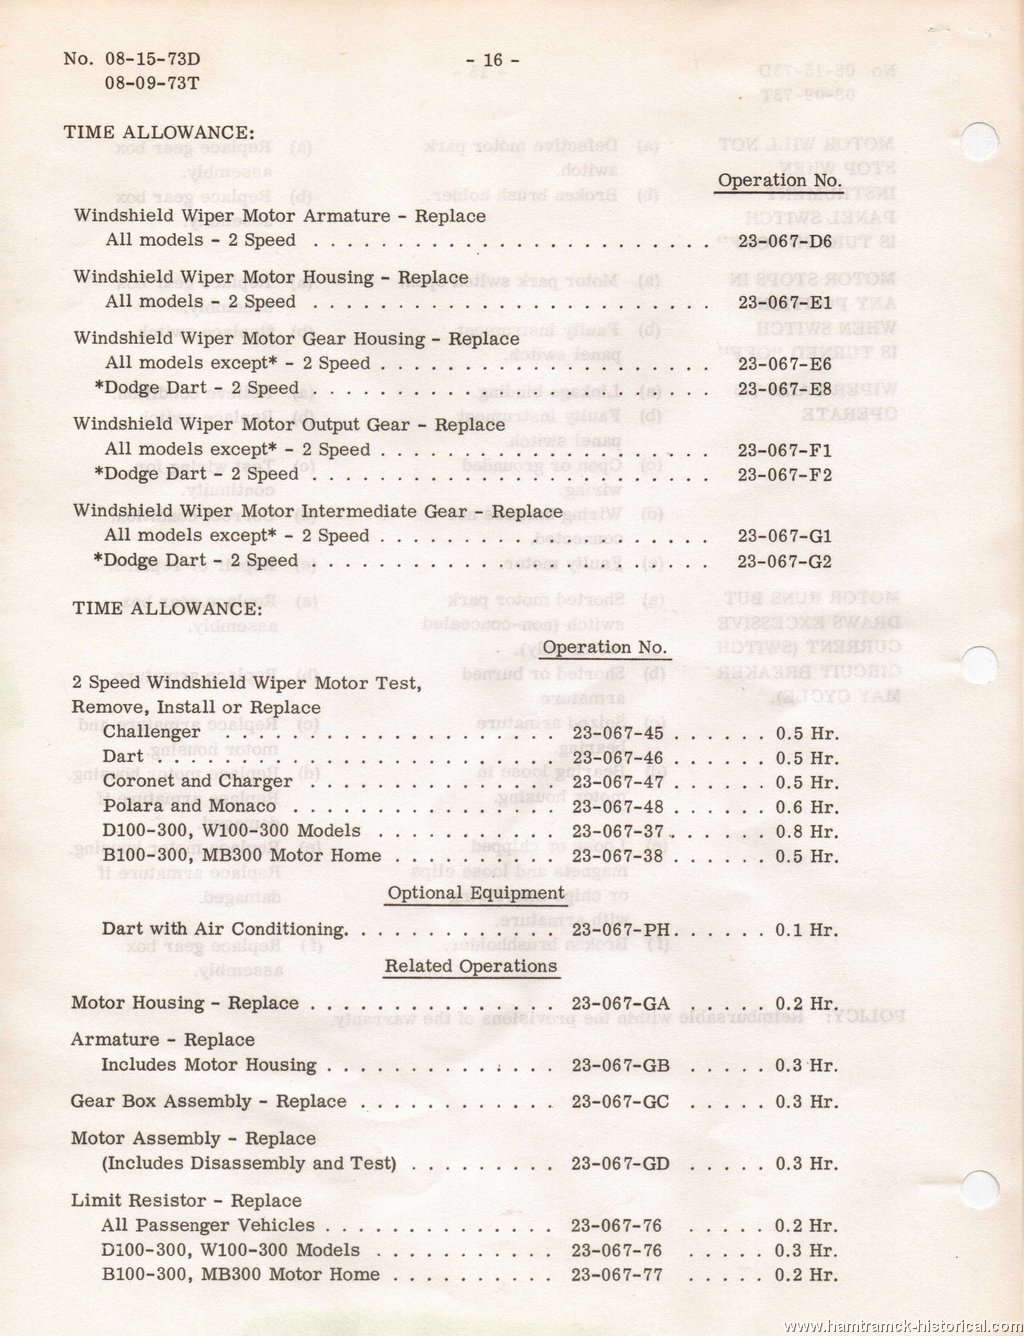 No. 08-15-73D
- 16 -
08-09-73T
TIME ALLOWANCE:
Operation No.
Windshield Wiper Motor Armature - Replace
All models - 2 Speed . . . . . . . . . . . . . . . . . . . . . . . . 23-067-D6
Windshield Wiper Motor Housing - Replace
All models - 2 Speed . . . . . . . . . . . . . . . . . . . . . . . . 23-067-E1
Windshield Wiper Motor Gear Housing - Replace
All models except* - 2 Speed . . . . . . . . . . . . . . . . . . . . 23-067-E6
*Dodge Dart - 2 Speed . . . . . . . . . . . . . . . . . . . . . . . . 23-067-E8
Windshield Wiper Motor Output Gear - Replace
All models except* - 2 Speed . . . . . . . . . . . . . . . . . . . . 23-067-F1
*Dodge Dart - 2 Speed . . . . . . . . . . . . . . . . . . . . . . . . 23-067-F2
Windshield Wiper Motor Intermediate Gear - Replace
All models except* - 2 Speed . . . . . . . . . . . . . . . . . . . . 23-067-G1
*Dodge Dart - 2 Speed . . . . . . . . . . . . . . . . . . . . . . . . 23-067-G2
TIME ALLOWANCE:
Operation No.
2 Speed Windshield Wiper Motor Test,
Remove, Install or Replace
Challenger . . . . . . . . . . . . . . . . . . . . 23-067-45 . . . . . . 0.5 Hr.
Dart . . . . . . . . . . . . . . . . . . . . . . . . 23-067-46 . . . . . . 0.5 Hr.
Coronet and Charger . . . . . . . . . . . . . . . 23-067-47 . . . . . . 0.5 Hr.
Polara and Monaco . . . . . . . . . . . . . . . . 23-067-48 . . . . . . 0.6 Hr.
D100-300, W100-300 Models . . . . . . . . . . . 23-067-37 . . . . . . 0.8 Hr.
B100-300, MB300 Motor Home . . . . . . . . . . 23-067-38 . . . . . . 0.5 Hr.
Optional Equipment
Dart with Air Conditioning. . . . . . . . . . . . . 23-067-PH . . . . . . 0.1 Hr.
Related Operations
Motor Housing - Replace . . . . . . . . . . . . . . . 23-067-GA . . . . . 0.2 Hr.
Armature - Replace
Includes Motor Housing . . . . . . . . . . . . . . 23-067-GB . . . . . 0.3 Hr.
Gear Box Assembly - Replace . . . . . . . . . . . . 23-067-GC . . . . . 0.3 Hr.
Motor Assembly - Replace
(Includes Disassembly and Test) . . . . . . . . . 23-067-GD . . . . . 0.3 Hr.
Limit Resistor - Replace
All Passenger Vehicles . . . . . . . . . . . . . . 23-067-76 . . . . . 0.2 Hr.
D100-300, W100-300 Models . . . . . . . . . . . 23-067-76 . . . . . 0.3 Hr.
B100-300, MB300 Motor Home . . . . . . . . . . 23-067-77 . . . . . 0.2 Hr.
www.hamtramck-historical.com